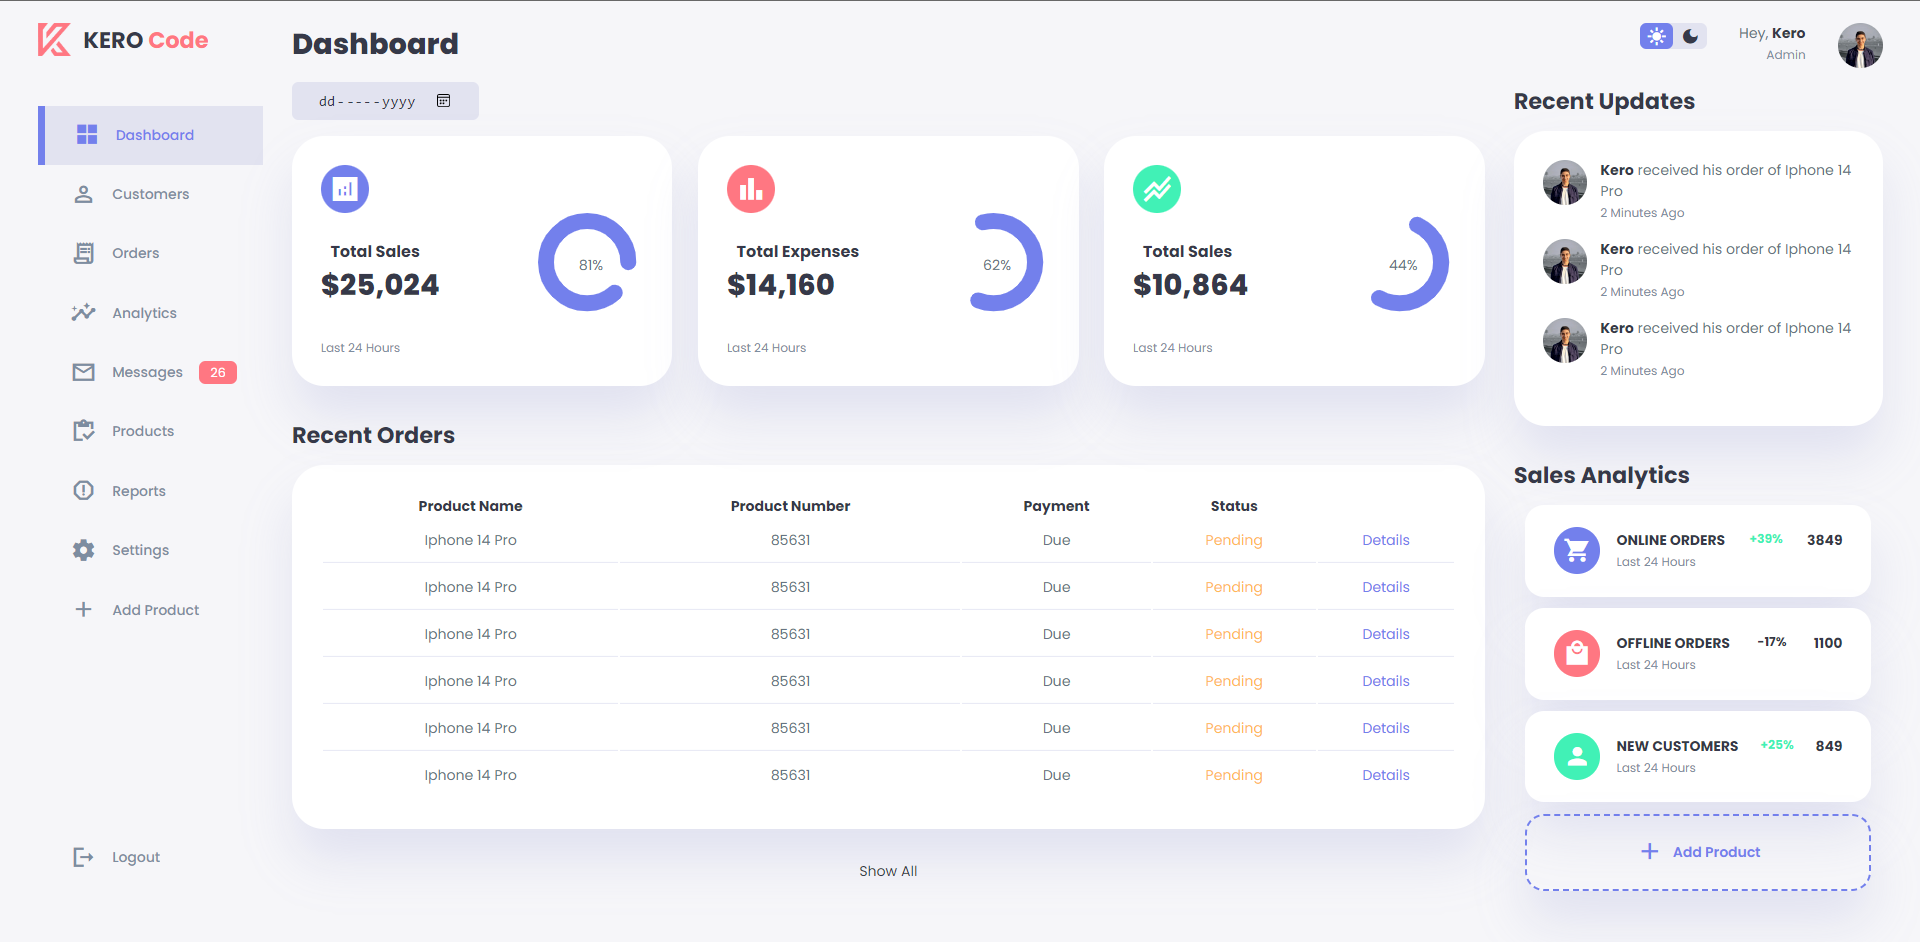 KERO Code
Dashboard
Customers
Orders
Analytics
Messages 26
Products
Reports
Settings
Add Product
Logout
Dashboard
dd-----yyyy
Total Sales
$25,024
81%
Last 24 Hours
Total Expenses
$14,160
62%
Last 24 Hours
Total Sales
$10,864
44%
Last 24 Hours
Recent Orders
Product Name Product Number Payment Status
Iphone 14 Pro 85631 Due Pending Details
Iphone 14 Pro 85631 Due Pending Details
Iphone 14 Pro 85631 Due Pending Details
Iphone 14 Pro 85631 Due Pending Details
Iphone 14 Pro 85631 Due Pending Details
Iphone 14 Pro 85631 Due Pending Details
Show All
Hey, Kero
Admin
Recent Updates
Kero received his order of Iphone 14
Pro
2 Minutes Ago
Kero received his order of Iphone 14
Pro
2 Minutes Ago
Kero received his order of Iphone 14
Pro
2 Minutes Ago
Sales Analytics
ONLINE ORDERS +39% 3849
Last 24 Hours
OFFLINE ORDERS -17% 1100
Last 24 Hours
NEW CUSTOMERS +25% 849
Last 24 Hours
Add Product